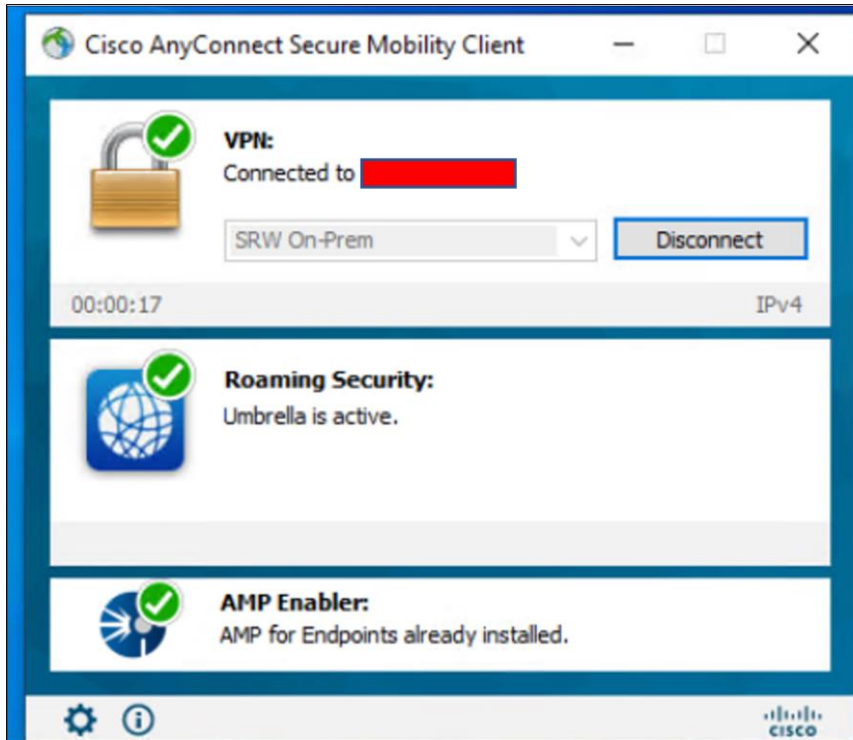 Cisco AnyConnect Secure Mobility Client
VPN:
Connected to
SRW On-Prem
Disconnect
00:00:17
IPv4
Roaming Security:
Umbrella is active.
AMP Enabler:
AMP for Endpoints already installed.
CISCO